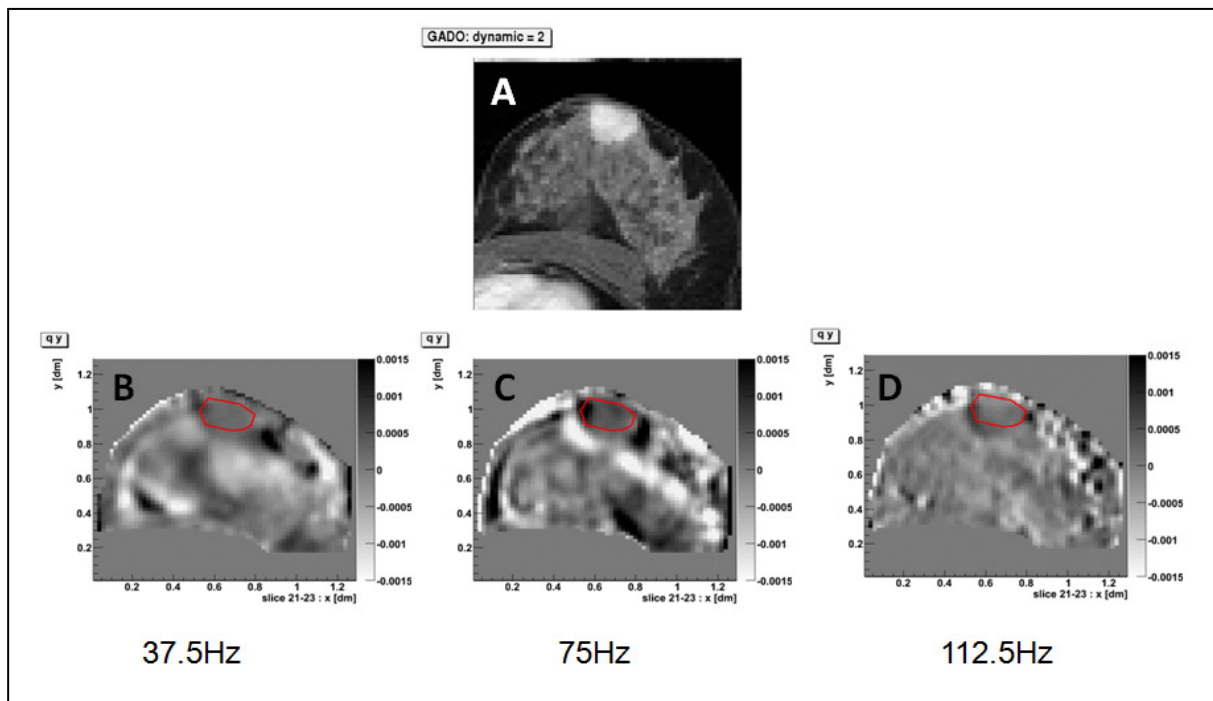 GADO: dynamic = 2
A
q y
B
y [dm]
1.2
1
0.8
0.6
0.4
0.2
0.2 0.4 0.6 0.8 1 1.2
slice 21-23 : x [dm]
0.0015
0.001
0.0005
0
-0.0005
-0.001
-0.0015
37.5Hz
q y
C
y [dm]
1.2
1
0.8
0.6
0.4
0.2
0.2 0.4 0.6 0.8 1 1.2
slice 21-23 : x [dm]
0.0015
0.001
0.0005
0
-0.0005
-0.001
-0.0015
75Hz
q y
D
y [dm]
1.2
1
0.8
0.6
0.4
0.2
0.2 0.4 0.6 0.8 1 1.2
slice 21-23 : x [dm]
0.0015
0.001
0.0005
0
-0.0005
-0.001
-0.0015
112.5Hz